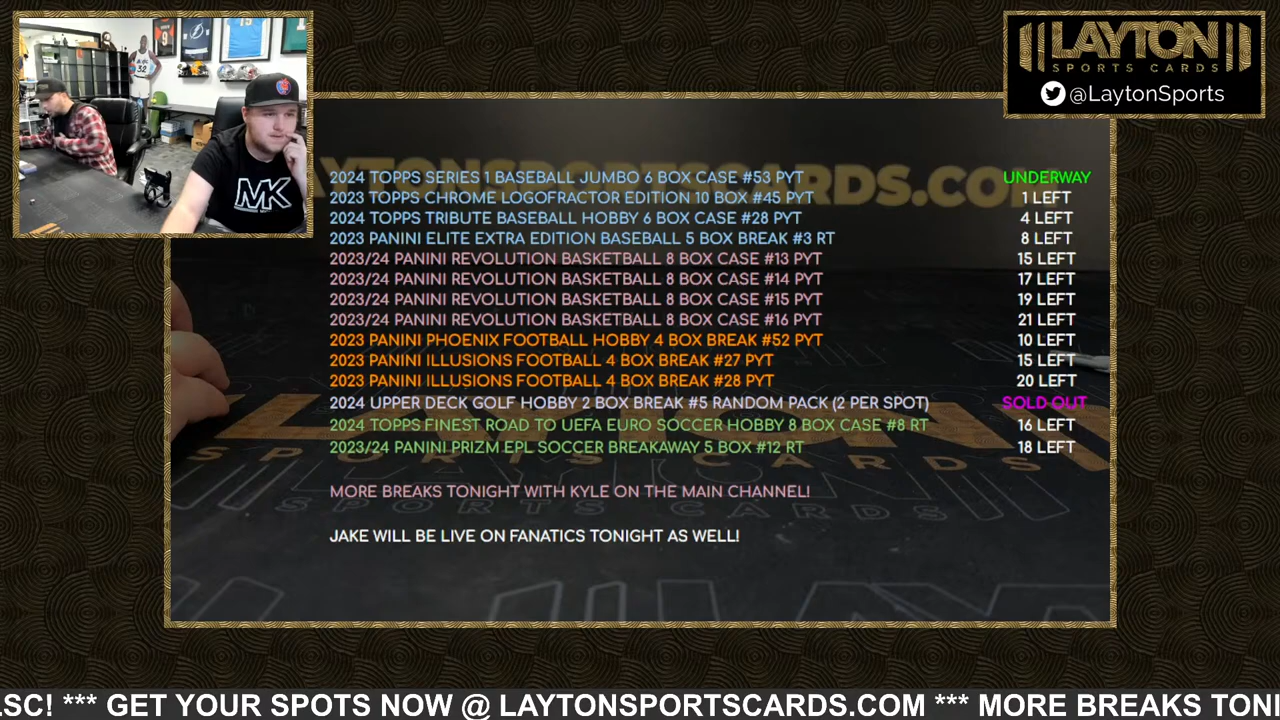 LAYTON
SPORTS CARDS
@LaytonSports
MK
32
9
15
2024 TOPPS SERIES 1 BASEBALL JUMBO 6 BOX CASE #53 PYT UNDERWAY
2023 TOPPS CHROME LOGOFRACTOR EDITION 10 BOX #45 PYT 1 LEFT
2024 TOPPS TRIBUTE BASEBALL HOBBY 6 BOX CASE #28 PYT 4 LEFT
2023 PANINI ELITE EXTRA EDITION BASEBALL 5 BOX BREAK #3 RT 8 LEFT
2023/24 PANINI REVOLUTION BASKETBALL 8 BOX CASE #13 PYT 15 LEFT
2023/24 PANINI REVOLUTION BASKETBALL 8 BOX CASE #14 PYT 17 LEFT
2023/24 PANINI REVOLUTION BASKETBALL 8 BOX CASE #15 PYT 19 LEFT
2023/24 PANINI REVOLUTION BASKETBALL 8 BOX CASE #16 PYT 21 LEFT
2023 PANINI PHOENIX FOOTBALL HOBBY 4 BOX BREAK #52 PYT 10 LEFT
2023 PANINI ILLUSIONS FOOTBALL 4 BOX BREAK #27 PYT 15 LEFT
2023 PANINI ILLUSIONS FOOTBALL 4 BOX BREAK #28 PYT 20 LEFT
2024 UPPER DECK GOLF HOBBY 2 BOX BREAK #5 RANDOM PACK (2 PER SPOT) SOLD OUT
2024 TOPPS FINEST ROAD TO UEFA EURO SOCCER HOBBY 8 BOX CASE #8 RT 16 LEFT
2023/24 PANINI PRIZM EPL SOCCER BREAKAWAY 5 BOX #12 RT 18 LEFT
MORE BREAKS TONIGHT WITH KYLE ON THE MAIN CHANNEL!
JAKE WILL BE LIVE ON FANATICS TONIGHT AS WELL!
LSC! *** GET YOUR SPOTS NOW @ LAYTONSPORTSCARDS.COM *** MORE BREAKS TONI